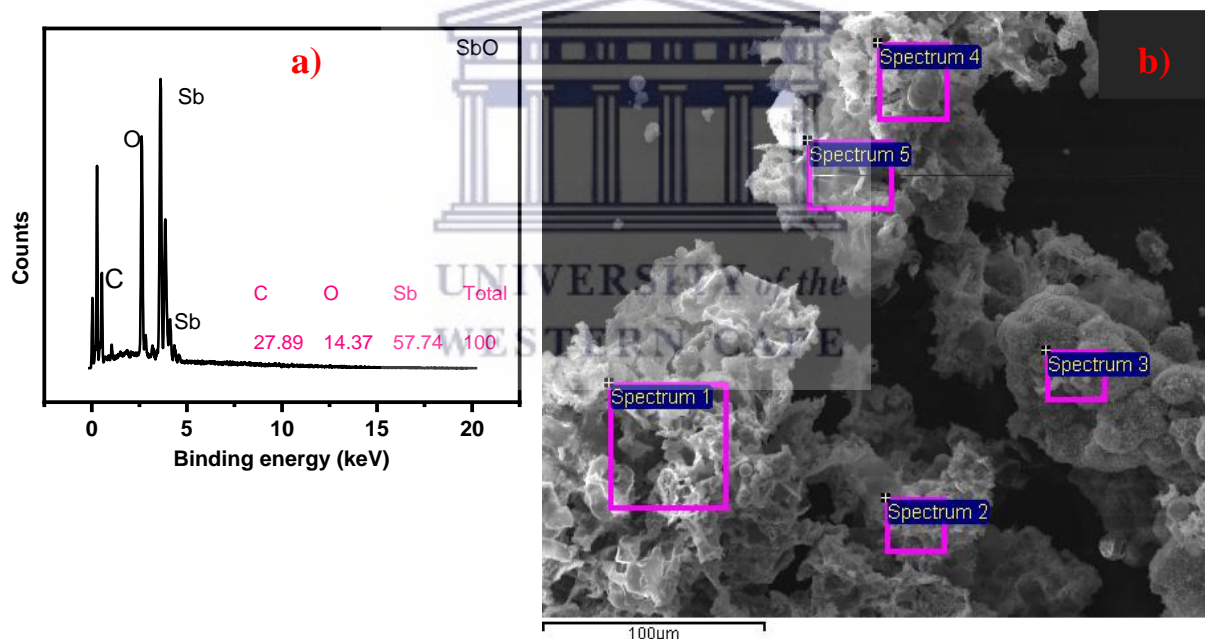 SbO
a)
Sb
O
Counts
C
C O Sb Total
Sb
27.89 14.37 57.74 100
0 5 10 15 20
Binding energy (keV)
UNIVERSITY of the
WESTERN CAPE
b)
Spectrum 4
Spectrum 5
Spectrum 3
Spectrum 1
Spectrum 2
100µm